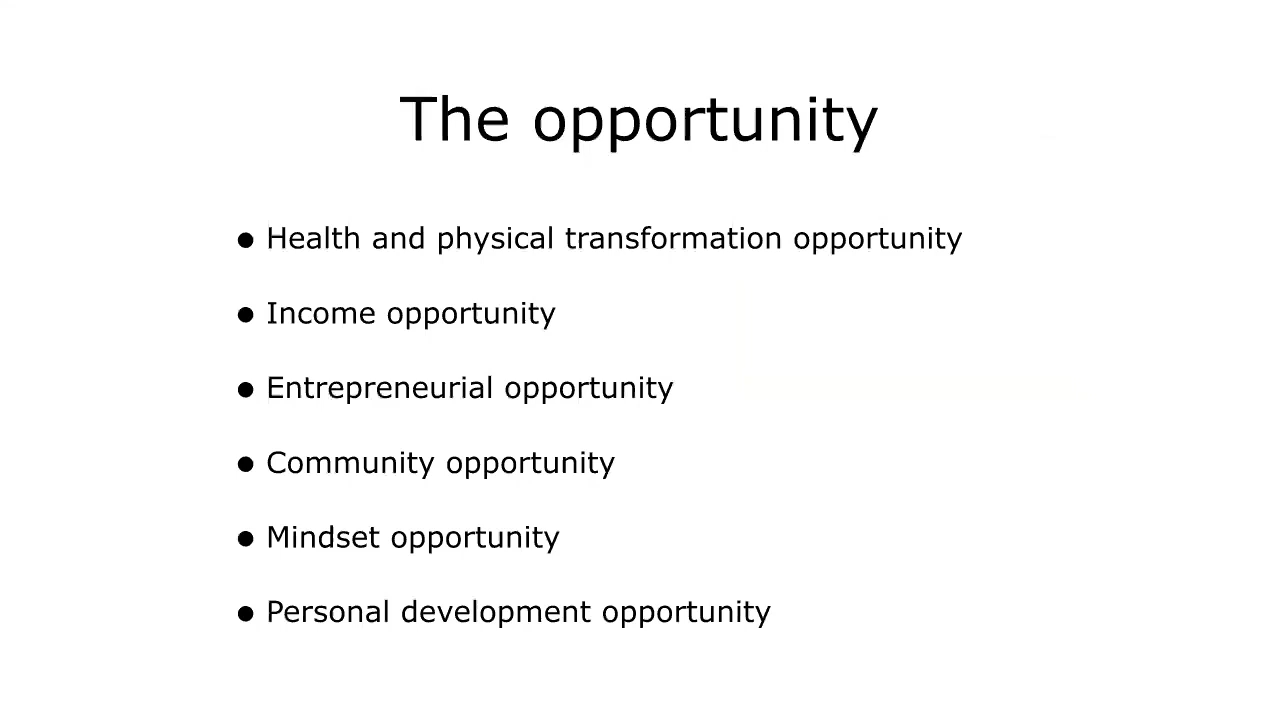 The opportunity
• Health and physical transformation opportunity
• Income opportunity
• Entrepreneurial opportunity
• Community opportunity
• Mindset opportunity
• Personal development opportunity